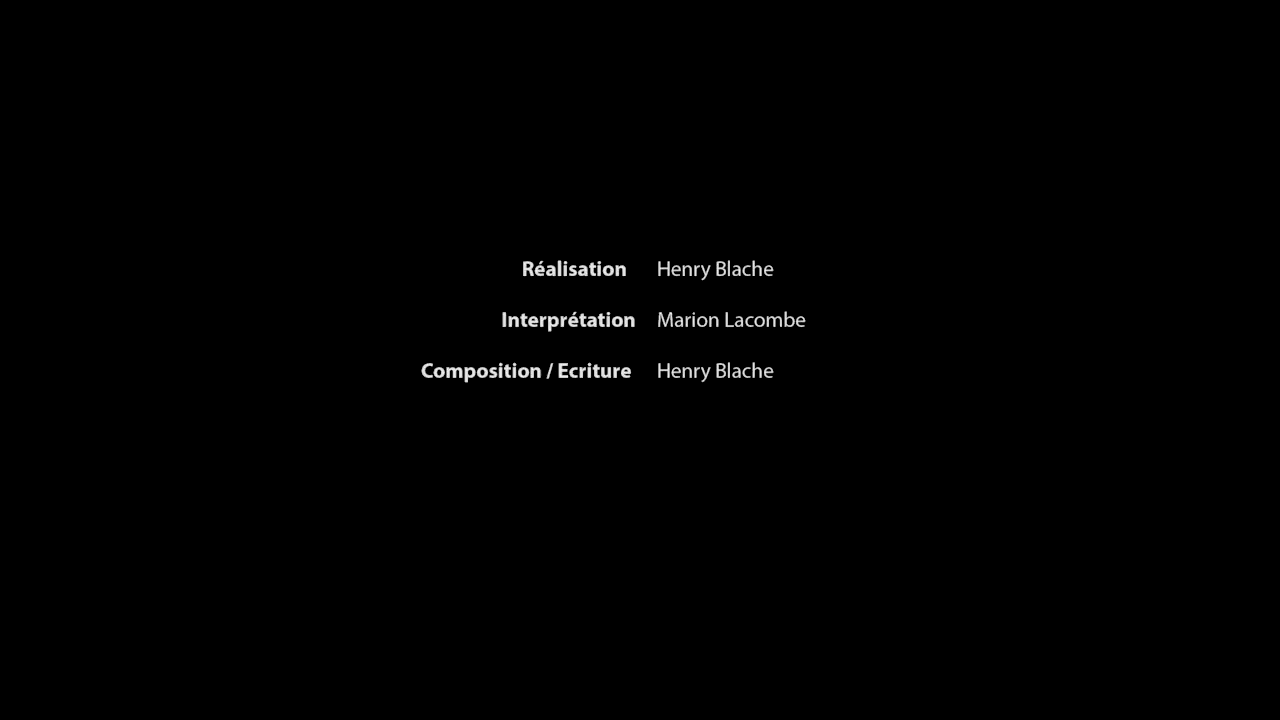 Réalisation Henry Blache
Interprétation Marion Lacombe
Composition / Ecriture Henry Blache